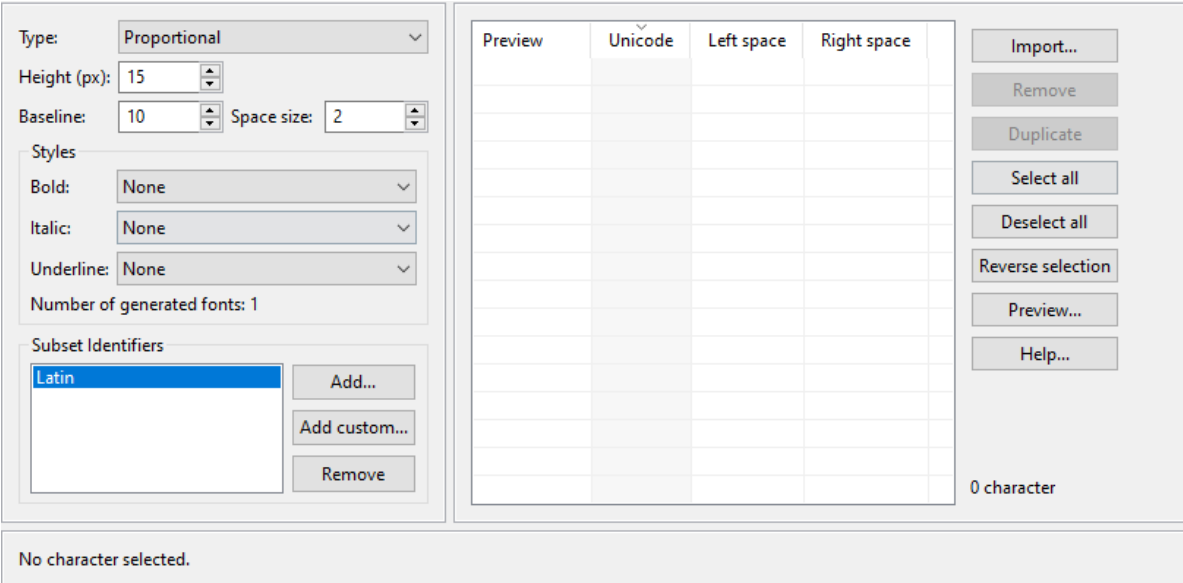 Type: Proportional
Height (px): 15
Baseline: 10 Space size: 2
Styles
Bold: None
Italic: None
Underline: None
Number of generated fonts: 1
Subset Identifiers
Latin
Add...
Add custom...
Remove
Preview Unicode Left space Right space
Import...
Remove
Duplicate
Select all
Deselect all
Reverse selection
Preview...
Help...
0 character
No character selected.